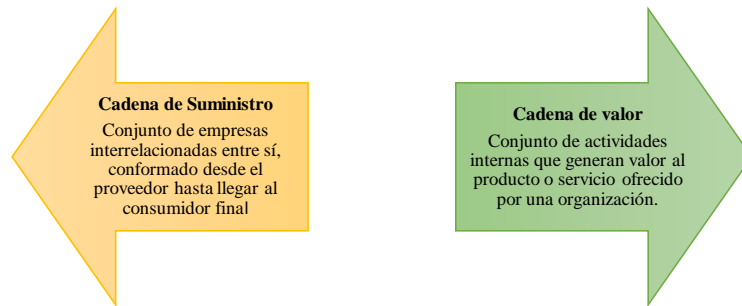 Cadena de Suministro
Conjunto de empresas
interrelacionadas entre sí,
conformado desde el
proveedor hasta llegar al
consumidor final
Cadena de valor
Conjunto de actividades
internas que generan valor al
producto o servicio ofrecido
por una organización.